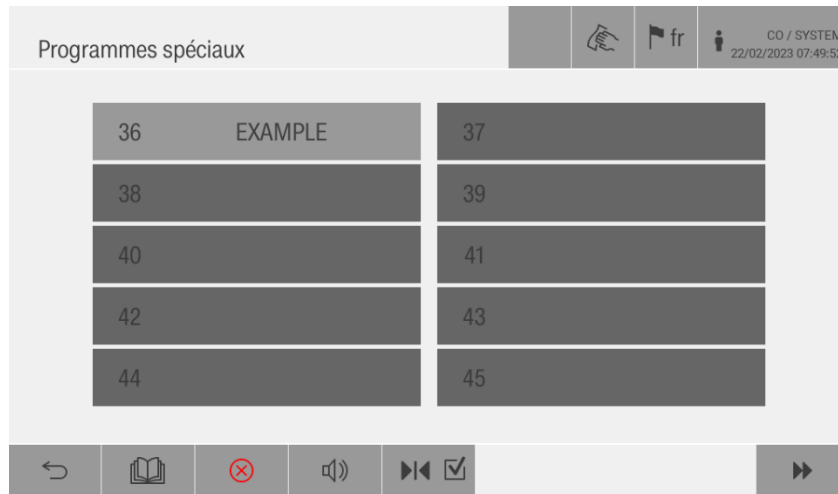 Programmes spéciaux
fr
CO / SYSTEM
22/02/2023 07:49:52
36 EXAMPLE 37
38 39
40 41
42 43
44 45